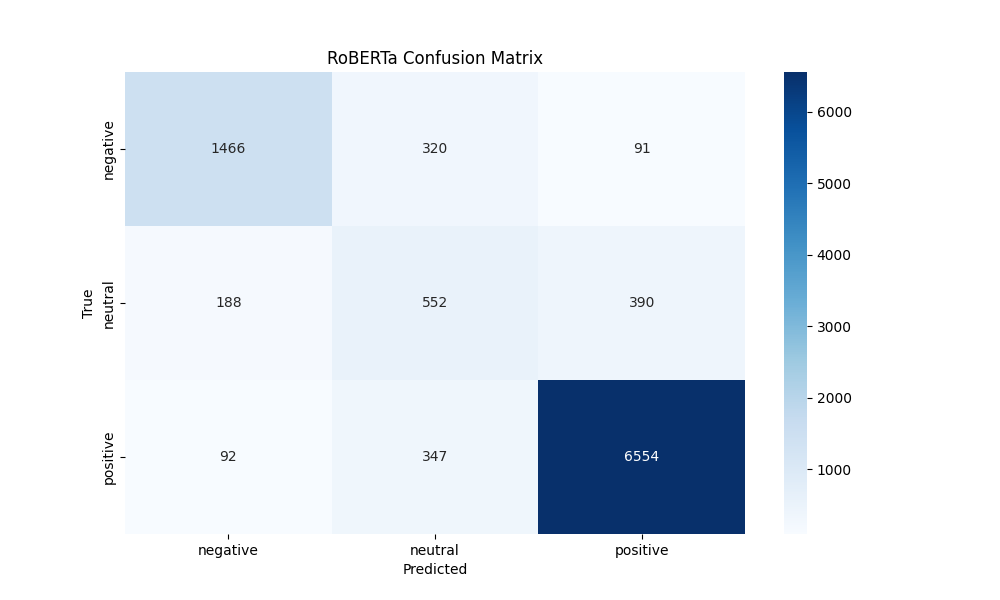 RoBERTa Confusion Matrix
negative 1466 320 91
neutral 188 552 390
positive 92 347 6554
True
negative neutral positive
Predicted
6000
5000
4000
3000
2000
1000